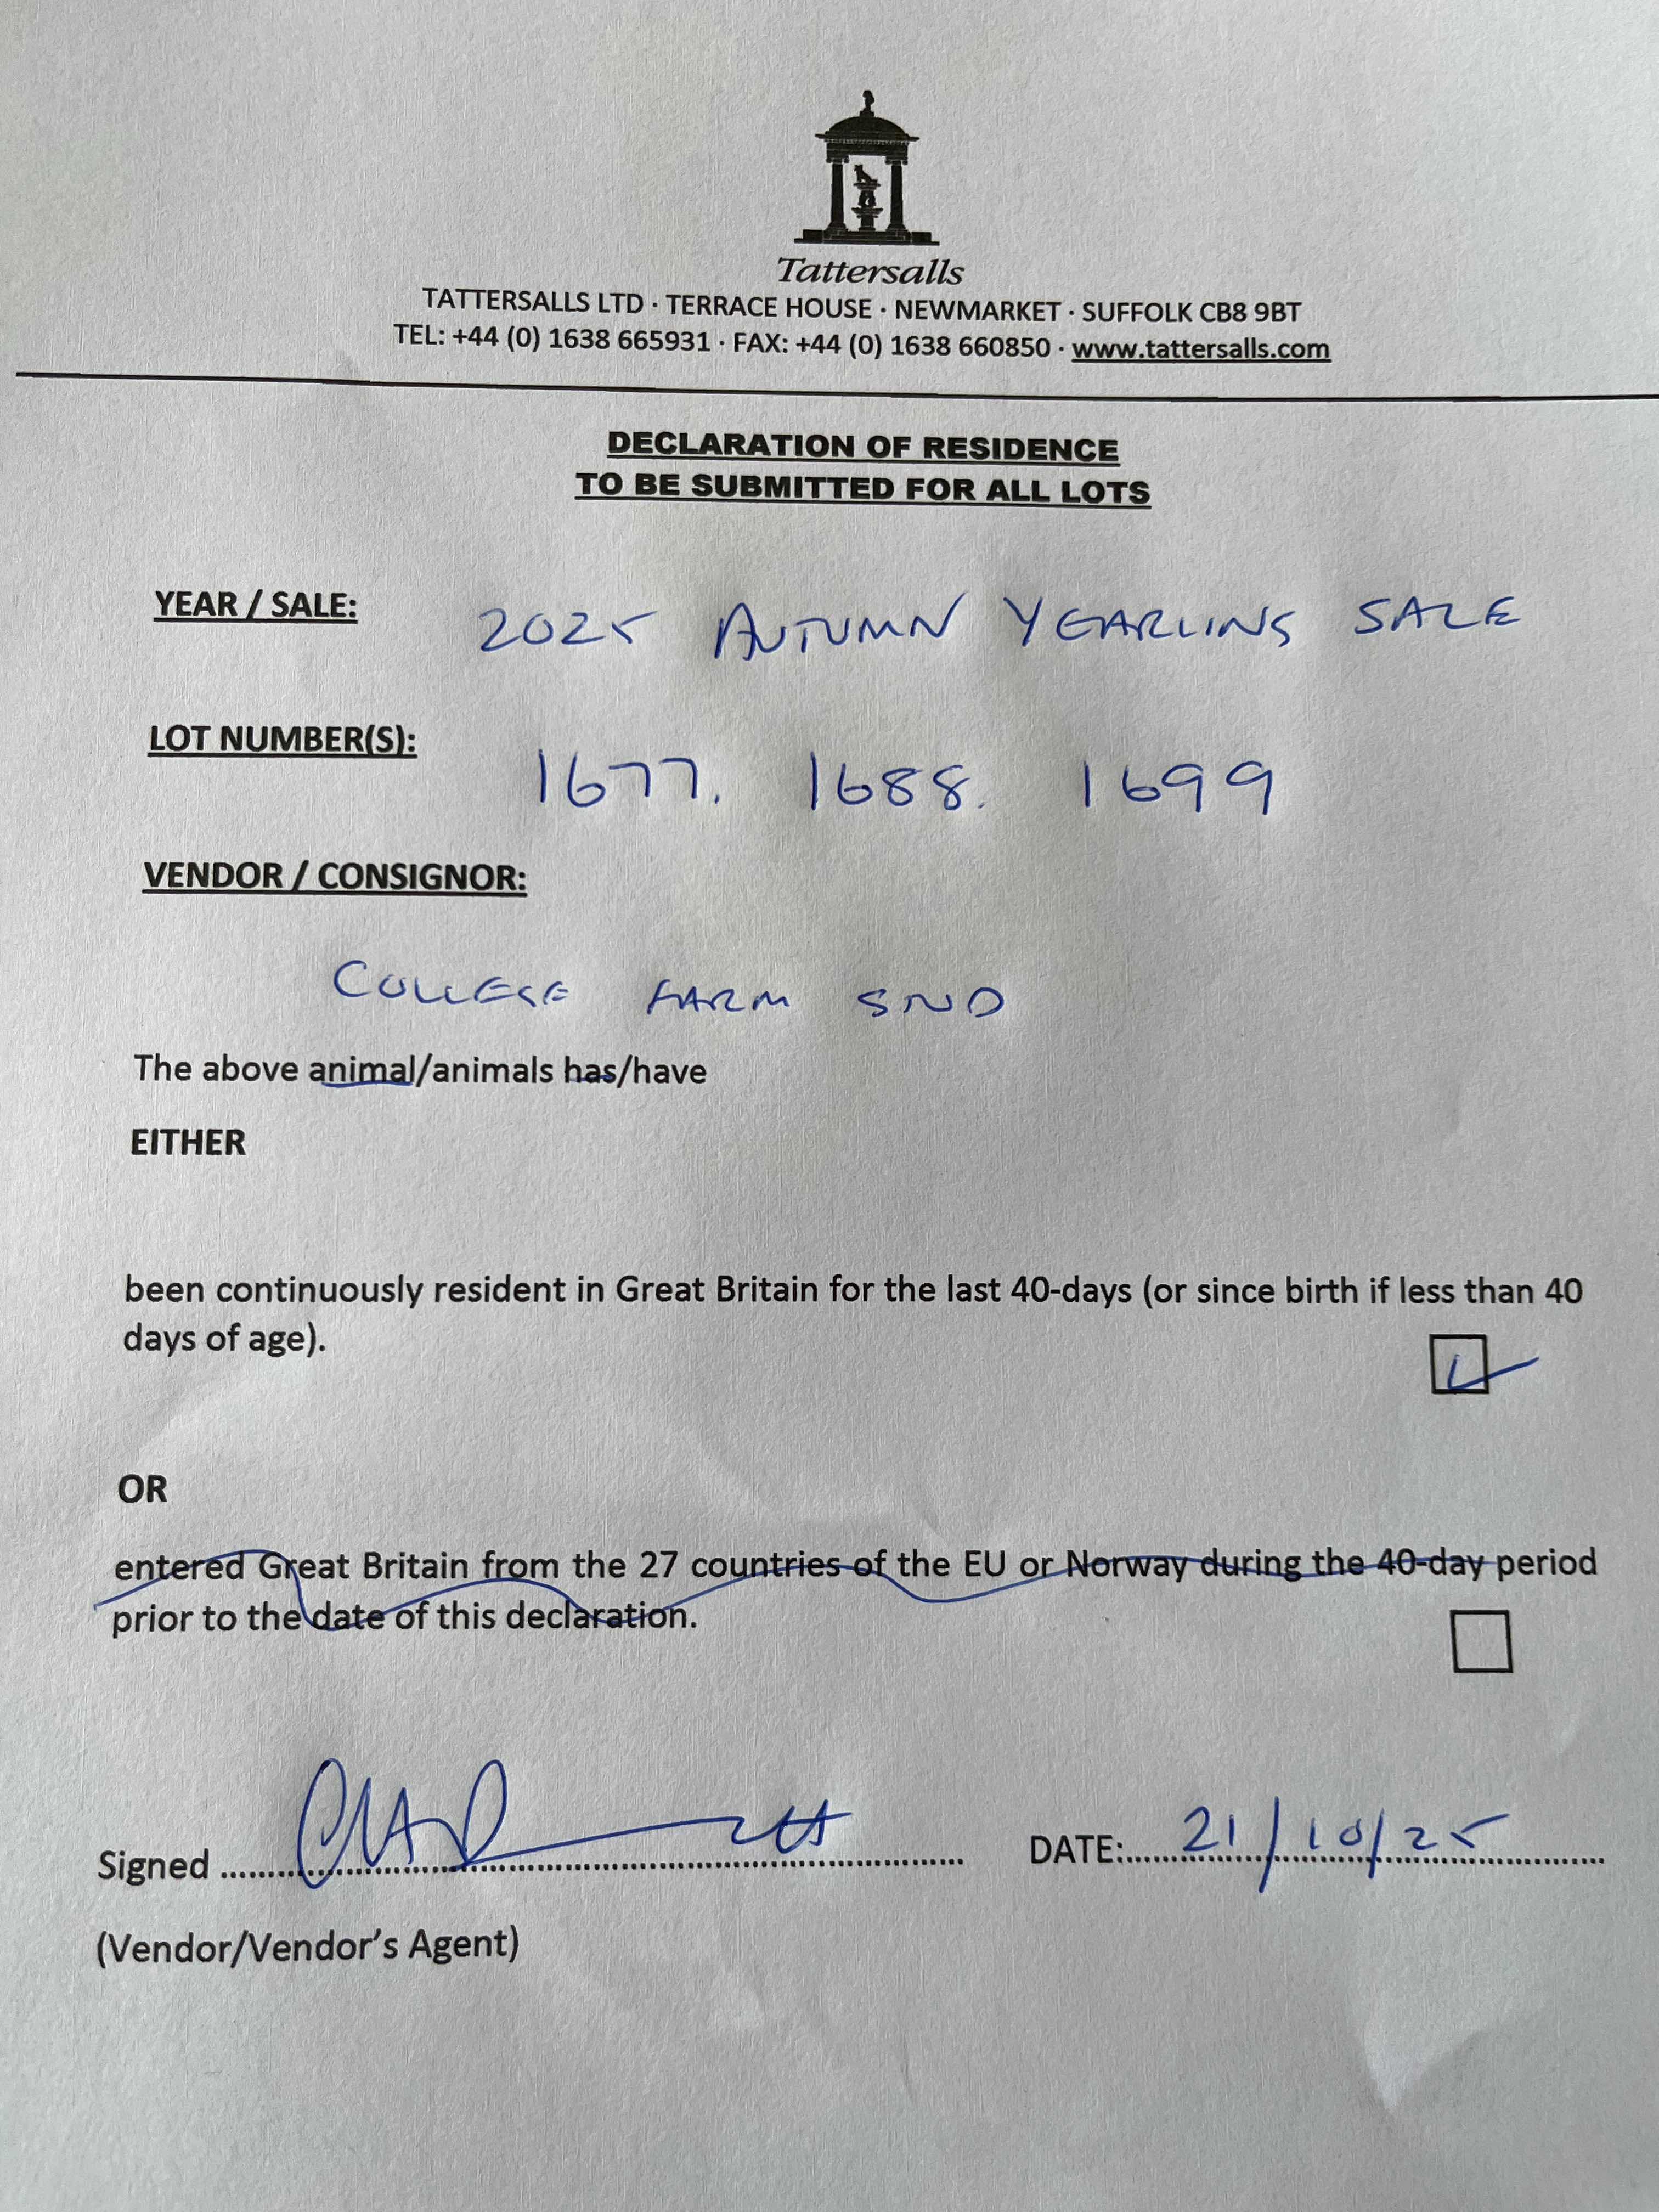 Tattersalls
TATTERSALLS LTD · TERRACE HOUSE · NEWMARKET · SUFFOLK CB8 9BT
TEL: +44 (0) 1638 665931 · FAX: +44 (0) 1638 660850 · www.tattersalls.com
DECLARATION OF RESIDENCE
TO BE SUBMITTED FOR ALL LOTS
YEAR / SALE: 2025 AUTUMN YEARLING SALE
LOT NUMBER(S): 1677. 1688. 1699
VENDOR / CONSIGNOR:
COLLEGE FARM
The above animal/animals has/have
EITHER
been continuously resident in Great Britain for the last 40-days (or since birth if less than 40
days of age).
OR
entered Great Britain from the 27 countries of the EU or Norway during the 40-day period
prior to the date of this declaration.
Signed DATE: 21/10/25
(Vendor/Vendor's Agent)